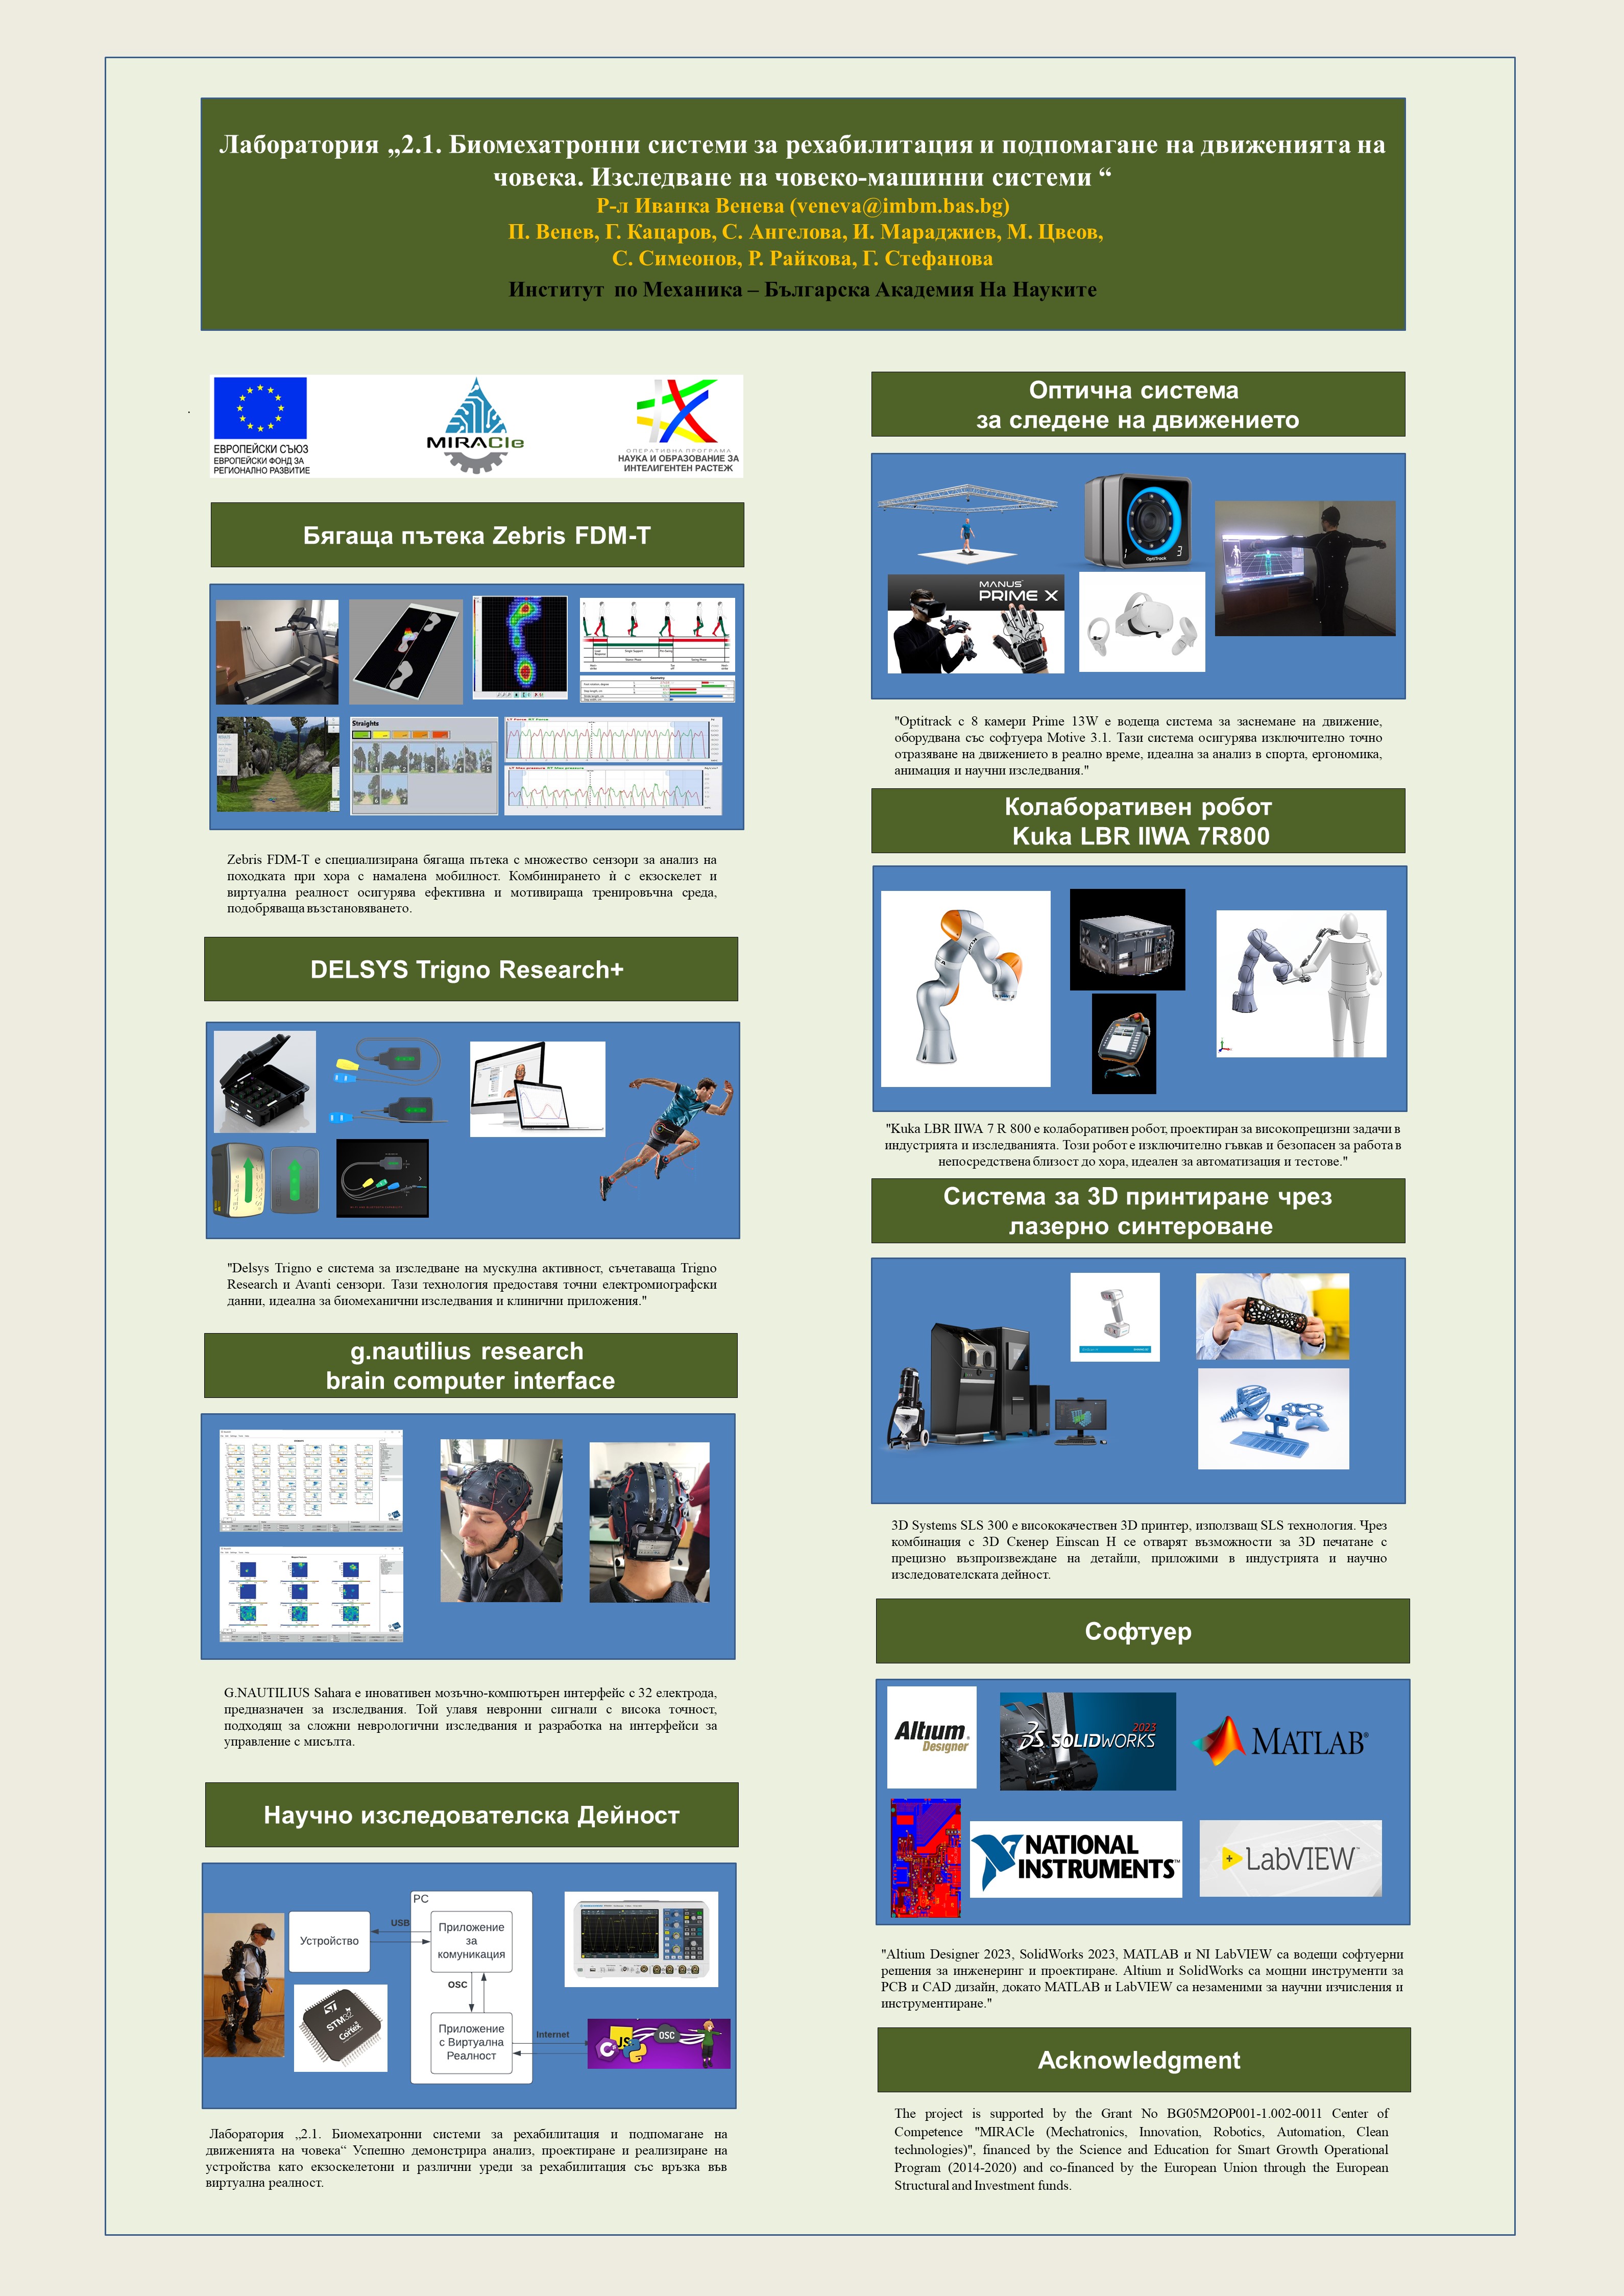 Лаборатория „2.1. Биомехатронни системи за рехабилитация и подпомагане на движенията на
човека. Изследване на човеко-машинни системи “
Р-л Иванка Венева (veneva@imbm.bas.bg)
П. Венев, Г. Кацаров, С. Ангелова, И. Мараджиев, М. Цвеов,
С. Симеонов, Р. Райкова, Г. Стефанова
Институт по Механика – Българска Академия На Науките
ЕВРОПЕЙСКИ СЪЮЗ
ЕВРОПЕЙСКИ ФОНД ЗА
РЕГИОНАЛНО РАЗВИТИЕ
MIRACle
ОПЕРАТИВНА ПРОГРАМА
НАУКА И ОБРАЗОВАНИЕ ЗА
ИНТЕЛИГЕНТЕН РАСТЕЖ
Бягаща пътека Zebris FDM-T
Straights
Zebris FDM-T е специализирана бягаща пътека с множество сензори за анализ на
походката при хора с намалена мобилност. Комбинирането ѝ с екзоскелет и
виртуална реалност осигурява ефективна и мотивираща тренировъчна среда,
подобряваща възстановяването.
DELSYS Trigno Research+
"Delsys Trigno е система за изследване на мускулна активност, съчетаваща Trigno
Research и Avanti сензори. Тази технология предоставя точни електромиографски
данни, идеална за биомеханични изследвания и клинични приложения."
g.nautilius research
brain computer interface
G.NAUTILIUS Sahara е иновативен мозъчно-компютърен интерфейс с 32 електрода,
предназначен за изследвания. Той улавя невронни сигнали с висока точност,
подходящ за сложни неврологични изследвания и разработка на интерфейси за
управление с мисълта.
Научно изследователска Дейност
PC
Устройство
USB
Приложение
за
комуникация
OSC
Приложение
с Виртуална
Реалност
Internet
STM32
Cortex
JS
OSC
Лаборатория „2.1. Биомехатронни системи за рехабилитация и подпомагане на
движенията на човека“ Успешно демонстрира анализ, проектиране и реализиране на
устройства като екзоскелетони и различни уреди за рехабилитация със връзка във
виртуална реалност.
Оптична система
за следене на движението
OptiTrack
MANUS
PRIME X
"Optitrack с 8 камери Prime 13W е водеща система за заснемане на движение,
оборудвана със софтуера Motive 3.1. Тази система осигурява изключително точно
отразяване на движението в реално време, идеална за анализ в спорта, ергономика,
анимация и научни изследвания."
Колаборативен робот
Kuka LBR IIWA 7R800
"Kuka LBR IIWA 7 R 800 е колаборативен робот, проектиран за високопрецизни задачи в
индустрията и изследванията. Този робот е изключително гъвкав и безопасен за работа в
непосредствена близост до хора, идеален за автоматизация и тестове."
Система за 3D принтиране чрез
лазерно синтероване
3D Systems SLS 300 е висококачествен 3D принтер, използващ SLS технология. Чрез
комбинация с 3D Скенер Einscan H се отварят възможности за 3D печатане с
прецизно възпроизвеждане на детайли, приложими в индустрията и научно
изследователската дейност.
Софтуер
Altium
Designer
2023
SOLIDWORKS
MATLAB®
NATIONAL
INSTRUMENTS™
LabVIEW™
"Altium Designer 2023, SolidWorks 2023, MATLAB и NI LabVIEW са водещи софтуерни
решения за инженеринг и проектиране. Altium и SolidWorks са мощни инструменти за
PCB и CAD дизайн, докато MATLAB и LabVIEW са незаменими за научни изчисления и
инструментиране."
Acknowledgment
The project is supported by the Grant No BG05M2OP001-1.002-0011 Center of
Competence "MIRACle (Mechatronics, Innovation, Robotics, Automation, Clean
technologies)", financed by the Science and Education for Smart Growth Operational
Program (2014-2020) and co-financed by the European Union through the European
Structural and Investment funds.